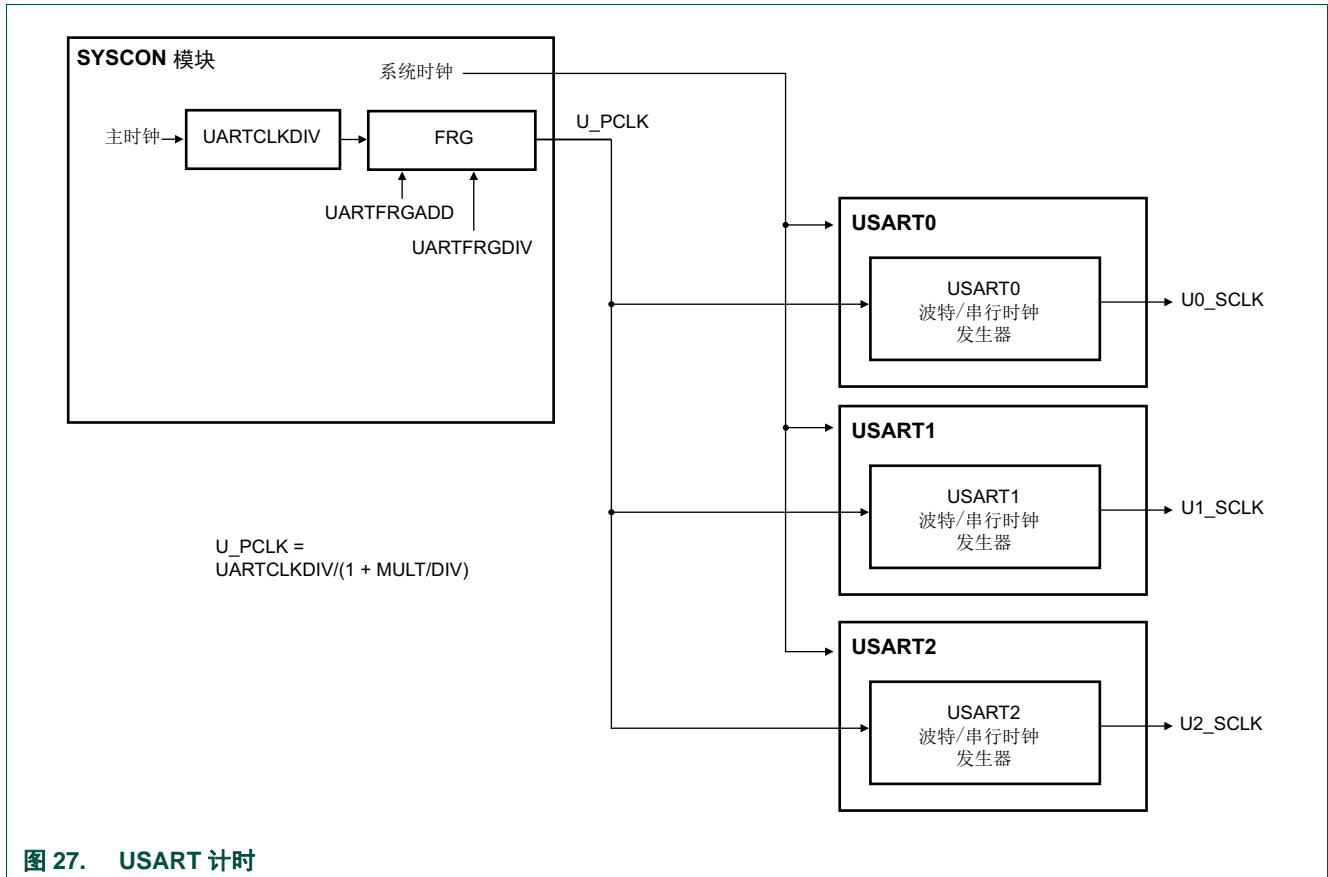 SYSCON 模块
系统时钟
主时钟
UARTCLKDIV
FRG
U_PCLK
UARTFRGADD
UARTFRGDIV
USART0
USART0
波特/串行时钟
发生器
U0_SCLK
USART1
USART1
波特/串行时钟
发生器
U1_SCLK
U_PCLK =
UARTCLKDIV/(1 + MULT/DIV)
USART2
USART2
波特/串行时钟
发生器
U2_SCLK
图 27. USART 计时